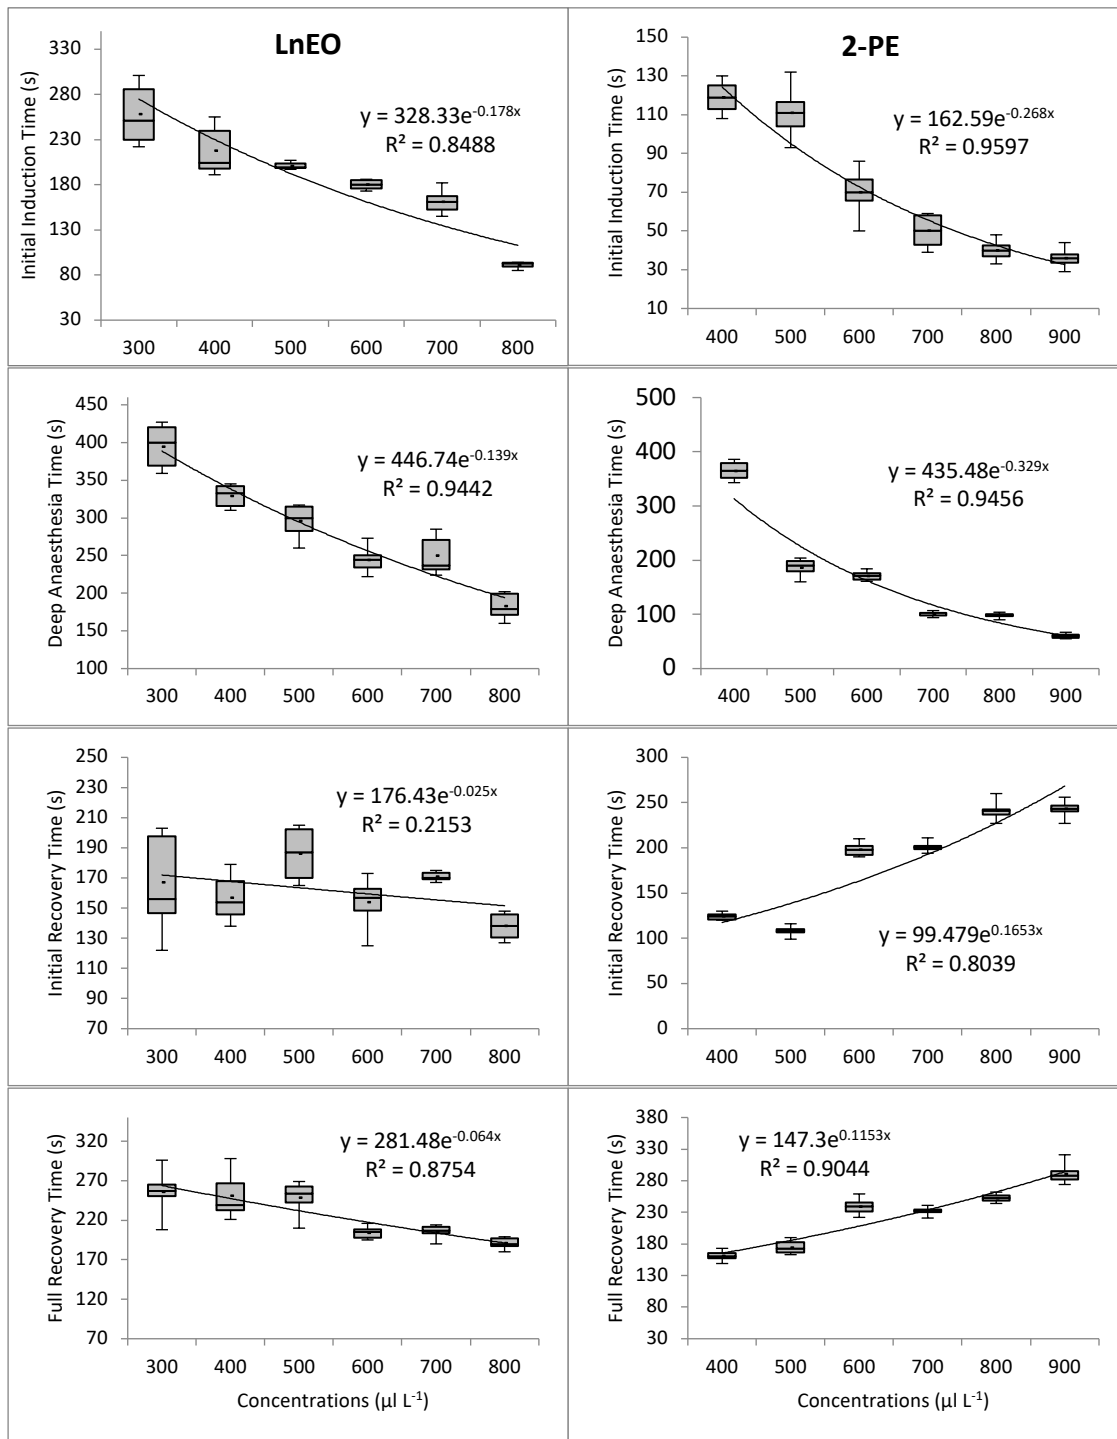 LnEO
Initial Induction Time (s)
330
280
230
180
130
80
30
y = 328.33e^-0.178x
R² = 0.8488
300 400 500 600 700 800
2-PE
Initial Induction Time (s)
150
130
110
90
70
50
30
10
y = 162.59e^-0.268x
R² = 0.9597
400 500 600 700 800 900
Deep Anaesthesia Time (s)
450
400
350
300
250
200
150
100
y = 446.74e^-0.139x
R² = 0.9442
300 400 500 600 700 800
Deep Anaesthesia Time (s)
500
400
300
200
100
0
y = 435.48e^-0.329x
R² = 0.9456
400 500 600 700 800 900
Initial Recovery Time (s)
250
230
210
190
170
150
130
110
90
70
y = 176.43e^-0.025x
R² = 0.2153
300 400 500 600 700 800
Initial Recovery Time (s)
300
250
200
150
100
50
0
y = 99.479e^0.1653x
R² = 0.8039
400 500 600 700 800 900
Full Recovery Time (s)
320
270
220
170
120
70
y = 281.48e^-0.064x
R² = 0.8754
300 400 500 600 700 800
Concentrations (µl L^-1)
Full Recovery Time (s)
380
330
280
230
180
130
80
30
y = 147.3e^0.1153x
R² = 0.9044
400 500 600 700 800 900
Concentrations (µl L^-1)